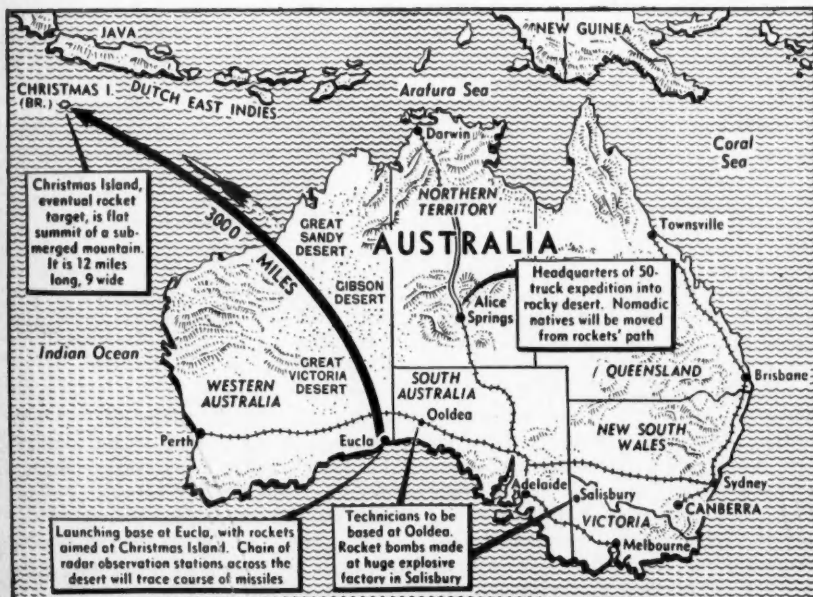 JAVA
NEW GUINEA
CHRISTMAS I.
(BR.)
DUTCH EAST INDIES
Arafura Sea
Darwin
Coral
Sea
Christmas Island,
eventual rocket
target, is flat
summit of a sub-
merged mountain.
It is 12 miles
long, 9 wide
3000 MILES
NORTHERN
TERRITORY
GREAT
SANDY
DESERT
AUSTRALIA
Townsville
Headquarters of 50-
truck expedition into
rocky desert. Nomadic
natives will be moved
from rockets' path
GIBSON
DESERT
Alice
Springs
Indian Ocean
GREAT
VICTORIA
DESERT
WESTERN
AUSTRALIA
SOUTH
AUSTRALIA
QUEENSLAND
Brisbane
Ooldea
NEW SOUTH
WALES
Perth
Eucla
Adelaide
Salisbury
Sydney
CANBERRA
VICTORIA
Melbourne
Launching base at Eucla, with rockets
aimed at Christmas Island. Chain of
radar observation stations across the
desert will trace course of missiles
Technicians to be
based at Ooldea.
Rocket bombs made
at huge explosive
factory in Salisbury